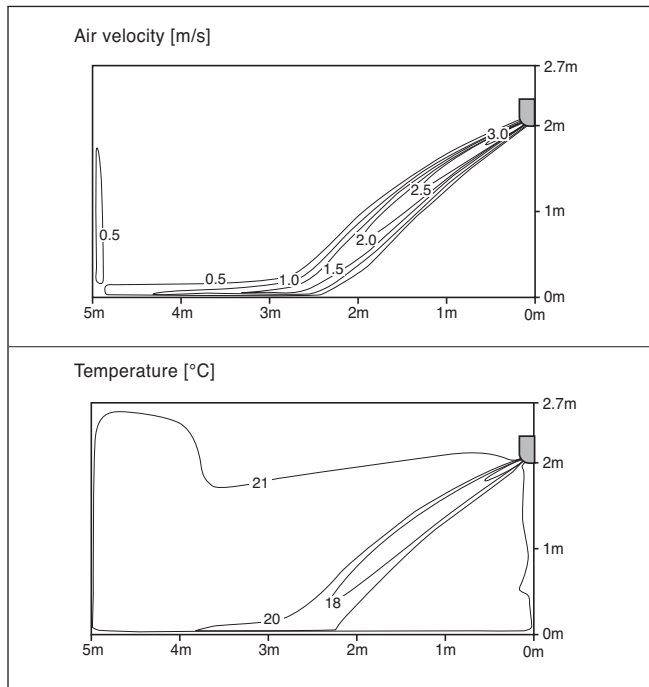 Air velocity [m/s]
2.7m
3.0
2m
2.5
0.5
2.0
1m
1.5
0.5
1.0
0m
5m 4m 3m 2m 1m 0m
Temperature [°C]
2.7m
2m
21
1m
18
20
0m
5m 4m 3m 2m 1m 0m